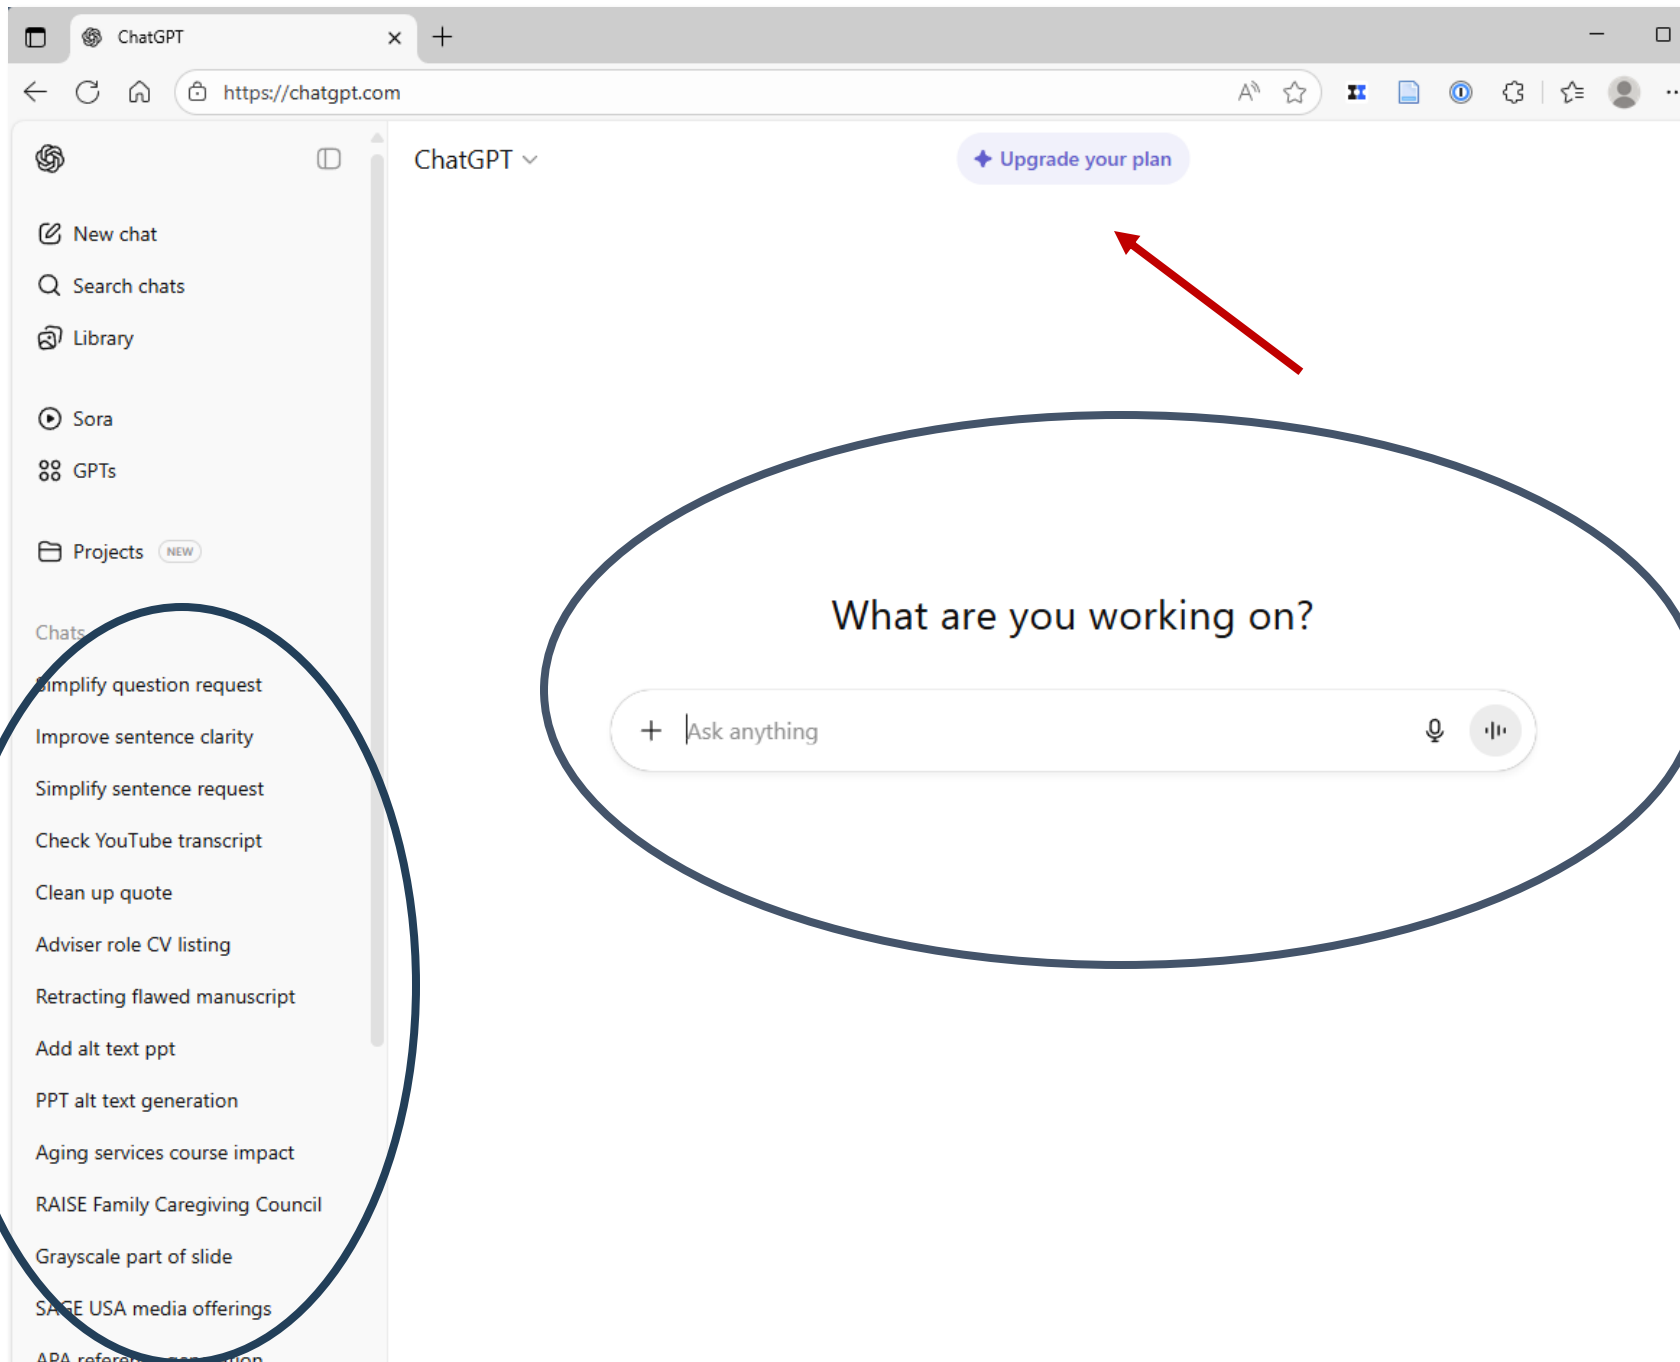 ChatGPT
https://chatgpt.com
ChatGPT
Upgrade your plan
New chat
Search chats
Library
Sora
GPTs
Projects NEW
Chats
Simplify question request
Improve sentence clarity
Simplify sentence request
Check YouTube transcript
Clean up quote
Adviser role CV listing
Retracting flawed manuscript
Add alt text ppt
PPT alt text generation
Aging services course impact
RAISE Family Caregiving Council
Grayscale part of slide
SAGE USA media offerings
APA
What are you working on?
Ask anything